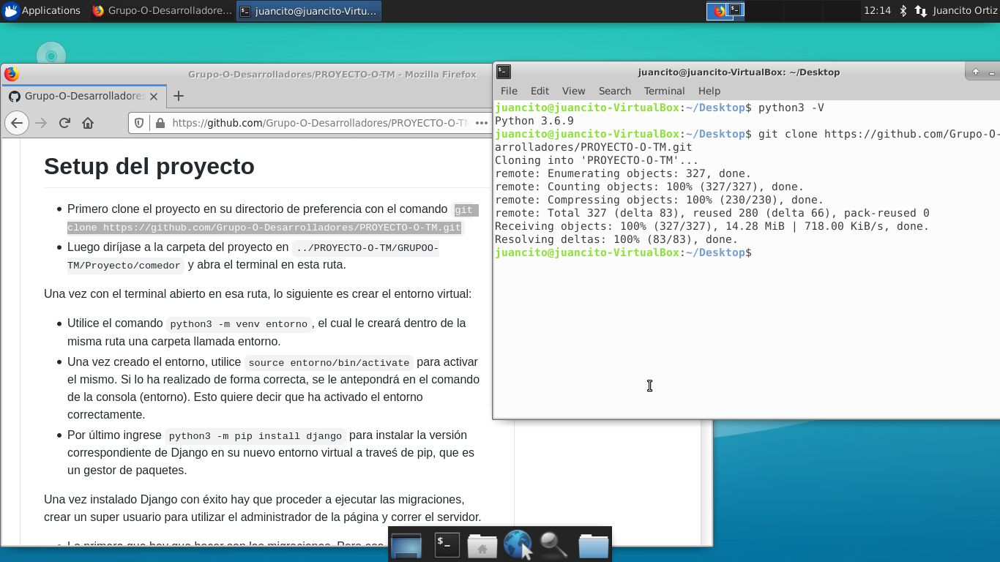 Applications
Grupo-O-Desarrolladore...
juancito@juancito-Virtu...
12:14
Juancito Ortiz
Grupo-O-Desarrolladores/PROYECTO-O-TM - Mozilla Firefox
Grupo-O-Desarrolladores
https://github.com/Grupo-O-Desarrolladores/PROYECTO-O-TM
Setup del proyecto
Primero clone el proyecto en su directorio de preferencia con el comando git
clone https://github.com/Grupo-O-Desarrolladores/PROYECTO-O-TM.git
Luego diríjase a la carpeta del proyecto en ../PROYECTO-O-TM/GRUPOO-
TM/Proyecto/comedor y abra el terminal en esta ruta.
Una vez con el terminal abierto en esa ruta, lo siguiente es crear el entorno virtual:
Utilice el comando python3 -m venv entorno, el cual le creará dentro de la
misma ruta una carpeta llamada entorno.
Una vez creado el entorno, utilice source entorno/bin/activate para activar
el mismo. Si lo ha realizado de forma correcta, se le antepondrá en el comando
de la consola (entorno). Esto quiere decir que ha activado el entorno
correctamente.
Por último ingrese python3 -m pip install django para instalar la versión
correspondiente de Django en su nuevo entorno virtual a traveś de pip, que es
un gestor de paquetes.
Una vez instalado Django con éxito hay que proceder a ejecutar las migraciones,
crear un super usuario para utilizar el administrador de la página y correr el servidor.
Lo primero que hay que hacer son las migraciones. Para eso
juancito@juancito-VirtualBox: ~/Desktop
File Edit View Search Terminal Help
juancito@juancito-VirtualBox:~/Desktop$ python3 -V
Python 3.6.9
juancito@juancito-VirtualBox:~/Desktop$ git clone https://github.com/Grupo-O-
arrolladores/PROYECTO-O-TM.git
Cloning into 'PROYECTO-O-TM'...
remote: Enumerating objects: 327, done.
remote: Counting objects: 100% (327/327), done.
remote: Compressing objects: 100% (230/230), done.
remote: Total 327 (delta 83), reused 280 (delta 66), pack-reused 0
Receiving objects: 100% (327/327), 14.28 MiB | 718.00 KiB/s, done.
Resolving deltas: 100% (83/83), done.
juancito@juancito-VirtualBox:~/Desktop$